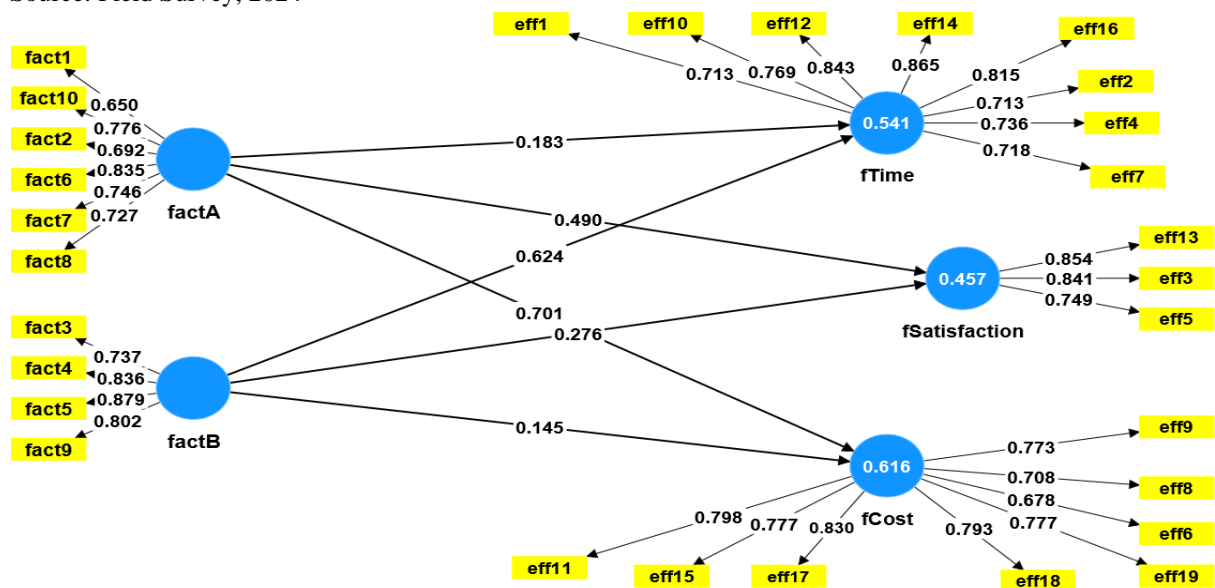 eff1
eff10
eff12
eff14
eff16
eff2
eff4
eff7
0.713
0.769
0.843
0.865
0.815
0.713
0.736
0.718
0.541
fTime
fact1
fact10
fact2
fact6
fact7
fact8
0.650
0.776
0.692
0.835
0.746
0.727
factA
0.183
0.490
0.624
0.701
0.276
0.145
eff13
eff3
eff5
0.854
0.841
0.749
0.457
fSatisfaction
fact3
fact4
fact5
fact9
0.737
0.836
0.879
0.802
factB
eff9
eff8
eff6
eff19
0.773
0.708
0.678
0.777
0.616
fCost
0.798
0.777
0.830
0.793
eff11
eff15
eff17
eff18